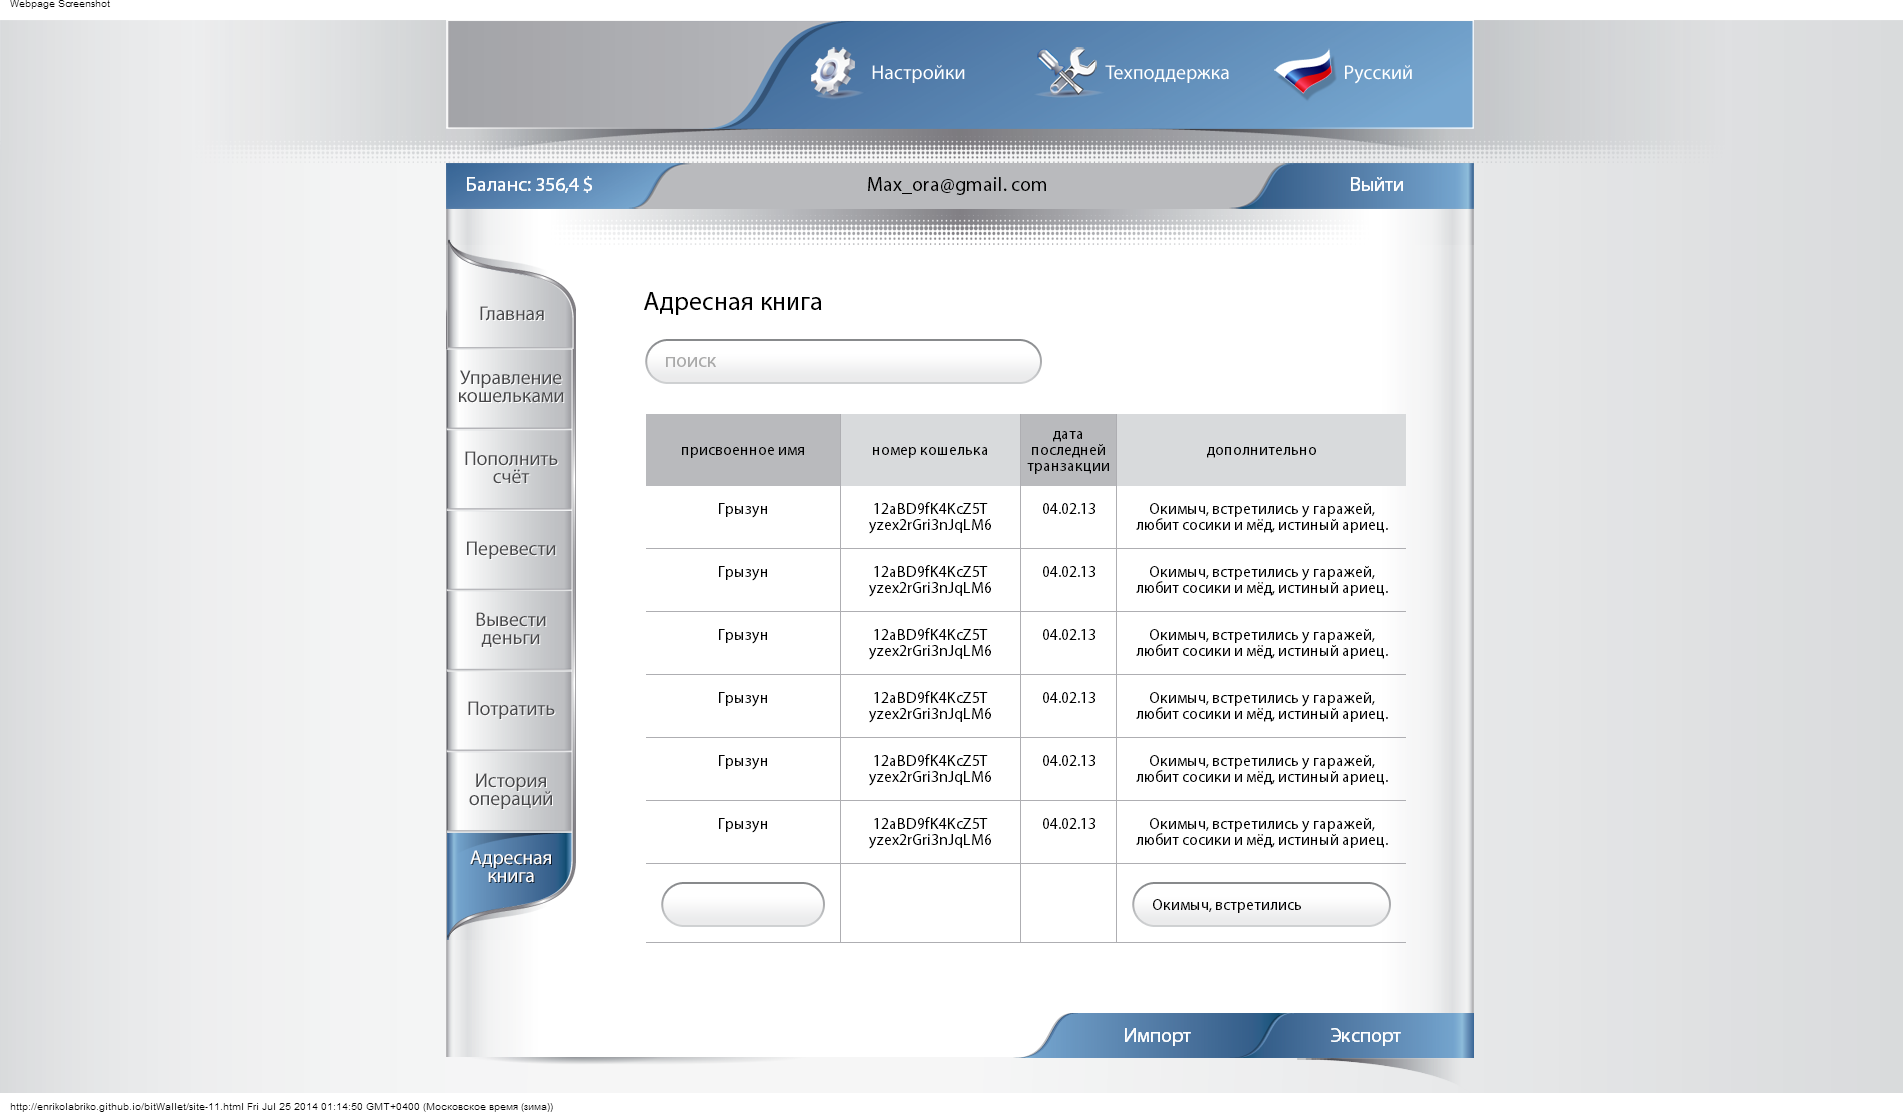 Webpage Screenshot
Настройки
Техподдержка
Русский
Баланс: 356,4 $
Max_ora@gmail. com
Выйти
Главная
Управление
кошельками
Пополнить
счёт
Перевести
Вывести
деньги
Потратить
История
операций
Адресная
книга
Адресная книга
поиск
присвоенное имя
номер кошелька
дата
последней
транзакции
дополнительно
Грызун
12aBD9fK4KcZ5T
yzex2rGri3nJqLM6
04.02.13
Окимыч, встретились у гаражей,
любит сосики и мёд, истиный ариец.
Грызун
12aBD9fK4KcZ5T
yzex2rGri3nJqLM6
04.02.13
Окимыч, встретились у гаражей,
любит сосики и мёд, истиный ариец.
Грызун
12aBD9fK4KcZ5T
yzex2rGri3nJqLM6
04.02.13
Окимыч, встретились у гаражей,
любит сосики и мёд, истиный ариец.
Грызун
12aBD9fK4KcZ5T
yzex2rGri3nJqLM6
04.02.13
Окимыч, встретились у гаражей,
любит сосики и мёд, истиный ариец.
Грызун
12aBD9fK4KcZ5T
yzex2rGri3nJqLM6
04.02.13
Окимыч, встретились у гаражей,
любит сосики и мёд, истиный ариец.
Грызун
12aBD9fK4KcZ5T
yzex2rGri3nJqLM6
04.02.13
Окимыч, встретились у гаражей,
любит сосики и мёд, истиный ариец.
Окимыч, встретились
Импорт
Экспорт
http://enrikolabriko.github.io/bitWallet/site-11.html Fri Jul 25 2014 01:14:50 GMT+0400 (Московское время (зима))